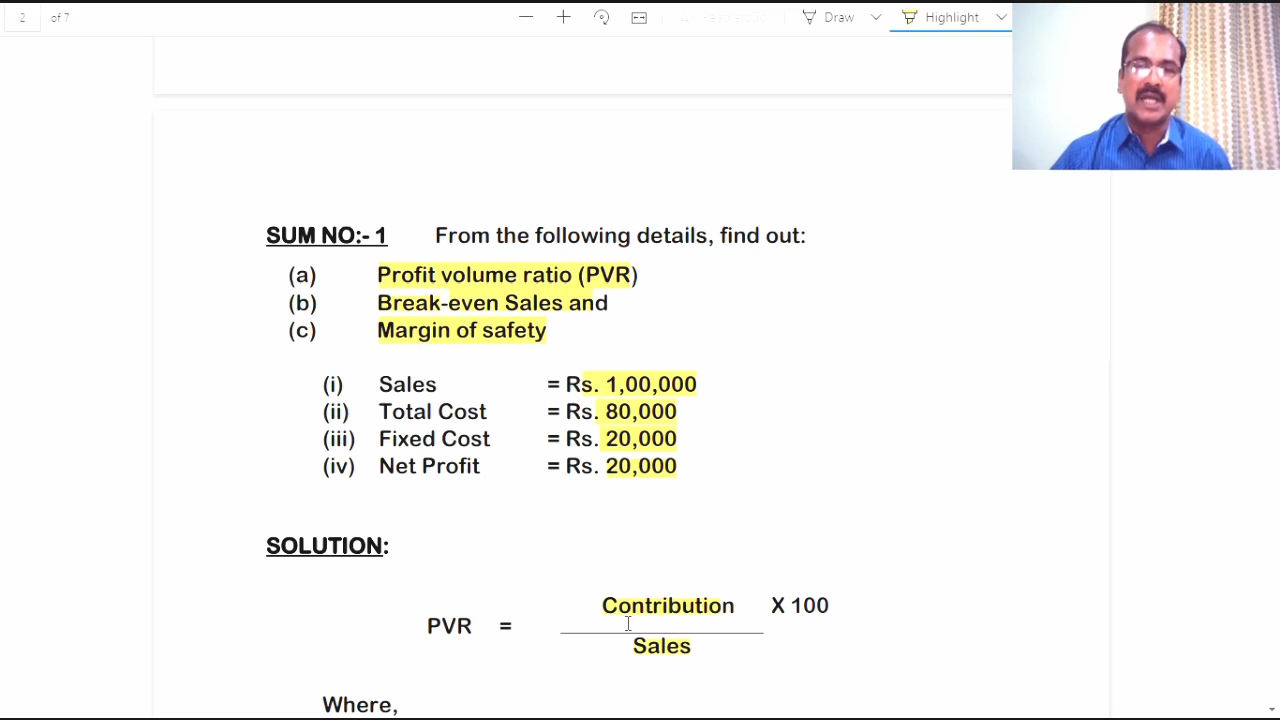 2 of 7 Draw Highlight
SUM NO:- 1 From the following details, find out:
(a) Profit volume ratio (PVR)
(b) Break-even Sales and
(c) Margin of safety
(i) Sales = Rs. 1,00,000
(ii) Total Cost = Rs. 80,000
(iii) Fixed Cost = Rs. 20,000
(iv) Net Profit = Rs. 20,000
SOLUTION:
Contribution X 100
PVR =
Sales
Where,